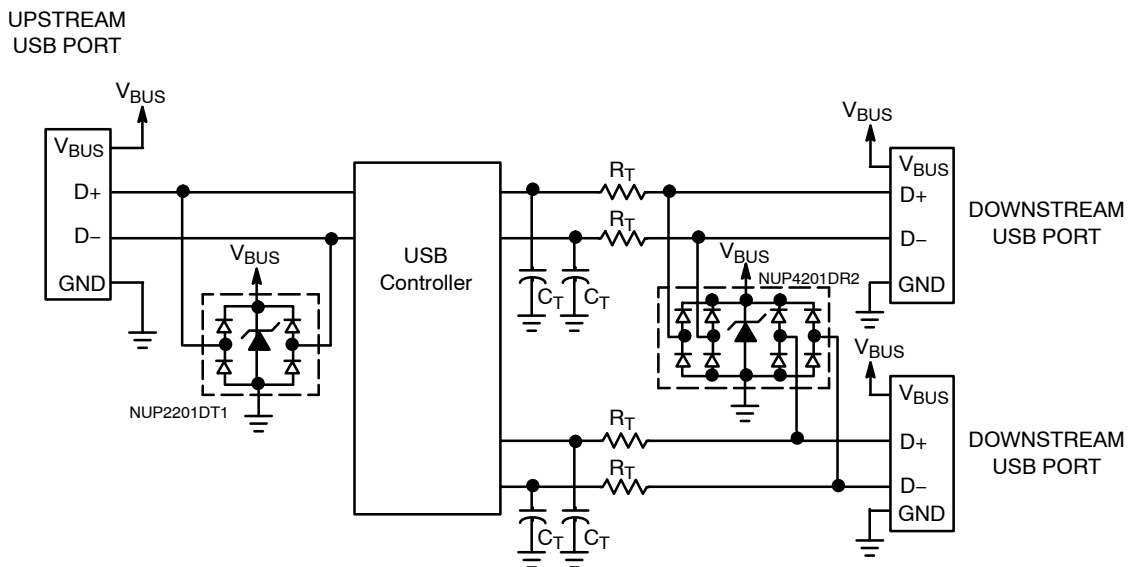 UPSTREAM
USB PORT
VBUS
VBUS
D+
D−
GND
VBUS
NUP2201DT1
USB
Controller
RT
RT
CT
CT
VBUS
NUP4201DR2
VBUS
VBUS
D+
D−
GND
DOWNSTREAM
USB PORT
RT
RT
CT
CT
VBUS
VBUS
D+
D−
GND
DOWNSTREAM
USB PORT